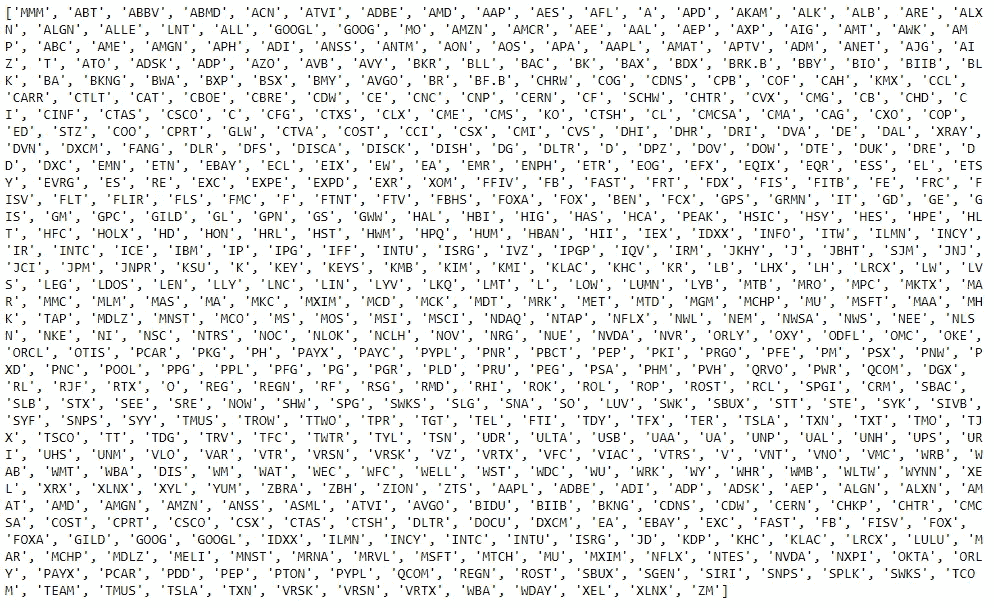 ['MMM', 'ABT', 'ABBV', 'ABMD', 'ACN', 'ATVI', 'ADBE', 'AMD', 'AAP', 'AES', 'AFL', 'A', 'APD', 'AKAM', 'ALK', 'ALB', 'ARE', 'ALX
N', 'ALGN', 'ALLE', 'LNT', 'ALL', 'GOOGL', 'GOOG', 'MO', 'AMZN', 'AMCR', 'AEE', 'AAL', 'AEP', 'AXP', 'AIG', 'AMT', 'AWK', 'AM
P', 'ABC', 'AME', 'AMGN', 'APH', 'ADI', 'ANSS', 'ANTM', 'AON', 'AOS', 'APA', 'AAPL', 'AMAT', 'APTV', 'ADM', 'ANET', 'AJG', 'AI
Z', 'T', 'ATO', 'ADSK', 'ADP', 'AZO', 'AVB', 'AVY', 'BKR', 'BLL', 'BAC', 'BK', 'BAX', 'BDX', 'BRK.B', 'BBY', 'BIO', 'BIIB', 'BL
K', 'BA', 'BKNG', 'BWA', 'BXP', 'BSX', 'BMY', 'AVGO', 'BR', 'BF.B', 'CHRW', 'COG', 'CDNS', 'CPB', 'COF', 'CAH', 'KMX', 'CCL',
'CARR', 'CTLT', 'CAT', 'CBOE', 'CBRE', 'CDW', 'CE', 'CNC', 'CNP', 'CERN', 'CF', 'SCHW', 'CHTR', 'CVX', 'CMG', 'CB', 'CHD', 'C
I', 'CINF', 'CTAS', 'CSCO', 'C', 'CFG', 'CTXS', 'CLX', 'CME', 'CMS', 'KO', 'CTSH', 'CL', 'CMCSA', 'CMA', 'CAG', 'CXO', 'COP',
'ED', 'STZ', 'COO', 'CPRT', 'GLW', 'CTVA', 'COST', 'CCI', 'CSX', 'CMI', 'CVS', 'DHI', 'DHR', 'DRI', 'DVA', 'DE', 'DAL', 'XRAY',
'DVN', 'DXCM', 'FANG', 'DLR', 'DFS', 'DISCA', 'DISCK', 'DISH', 'DG', 'DLTR', 'D', 'DPZ', 'DOV', 'DOW', 'DTE', 'DUK', 'DRE', 'D
D', 'DXC', 'EMN', 'ETN', 'EBAY', 'ECL', 'EIX', 'EW', 'EA', 'EMR', 'ENPH', 'ETR', 'EOG', 'EFX', 'EQIX', 'EQR', 'ESS', 'EL', 'ETS
Y', 'EVRG', 'ES', 'RE', 'EXC', 'EXPE', 'EXPD', 'EXR', 'XOM', 'FFIV', 'FB', 'FAST', 'FRT', 'FDX', 'FIS', 'FITB', 'FE', 'FRC', 'F
ISV', 'FLT', 'FLIR', 'FLS', 'FMC', 'F', 'FTNT', 'FTV', 'FBHS', 'FOXA', 'FOX', 'BEN', 'FCX', 'GPS', 'GRMN', 'IT', 'GD', 'GE', 'G
IS', 'GM', 'GPC', 'GILD', 'GL', 'GPN', 'GS', 'GWW', 'HAL', 'HBI', 'HIG', 'HAS', 'HCA', 'PEAK', 'HSIC', 'HSY', 'HES', 'HPE', 'HL
T', 'HFC', 'HOLX', 'HD', 'HON', 'HRL', 'HST', 'HWM', 'HPQ', 'HUM', 'HBAN', 'HII', 'IEX', 'IDXX', 'INFO', 'ITW', 'ILMN', 'INCY',
'IR', 'INTC', 'ICE', 'IBM', 'IP', 'IPG', 'IFF', 'INTU', 'ISRG', 'IVZ', 'IPGP', 'IQV', 'IRM', 'JKHY', 'J', 'JBHT', 'SJM', 'JNJ',
'JCI', 'JPM', 'JNPR', 'KSU', 'K', 'KEY', 'KEYS', 'KMB', 'KIM', 'KMI', 'KLAC', 'KHC', 'KR', 'LB', 'LHX', 'LH', 'LRCX', 'LW', 'LV
S', 'LEG', 'LDOS', 'LEN', 'LLY', 'LNC', 'LIN', 'LYV', 'LKQ', 'LMT', 'L', 'LOW', 'LUMN', 'LYB', 'MTB', 'MRO', 'MPC', 'MKTX', 'MA
R', 'MMC', 'MLM', 'MAS', 'MA', 'MKC', 'MXIM', 'MCD', 'MCK', 'MDT', 'MRK', 'MET', 'MTD', 'MGM', 'MCHP', 'MU', 'MSFT', 'MAA', 'MH
K', 'TAP', 'MDLZ', 'MNST', 'MCO', 'MS', 'MOS', 'MSI', 'MSCI', 'NDAQ', 'NTAP', 'NFLX', 'NWL', 'NEM', 'NWSA', 'NWS', 'NEE', 'NLS
N', 'NKE', 'NI', 'NSC', 'NTRS', 'NOC', 'NLOK', 'NCLH', 'NOV', 'NRG', 'NUE', 'NVDA', 'NVR', 'ORLY', 'OXY', 'ODFL', 'OMC', 'OKE',
'ORCL', 'OTIS', 'PCAR', 'PKG', 'PH', 'PAYX', 'PAYC', 'PYPL', 'PNR', 'PBCT', 'PEP', 'PKI', 'PRGO', 'PFE', 'PM', 'PSX', 'PNW', 'P
XD', 'PNC', 'POOL', 'PPG', 'PPL', 'PFG', 'PG', 'PGR', 'PLD', 'PRU', 'PEG', 'PSA', 'PHM', 'PVH', 'QRVO', 'PWR', 'QCOM', 'DGX',
'RL', 'RJF', 'RTX', 'O', 'REG', 'REGN', 'RF', 'RSG', 'RMD', 'RHI', 'ROK', 'ROL', 'ROP', 'ROST', 'RCL', 'SPGI', 'CRM', 'SBAC',
'SLB', 'STX', 'SEE', 'SRE', 'NOW', 'SHW', 'SPG', 'SWKS', 'SLG', 'SNA', 'SO', 'LUV', 'SWK', 'SBUX', 'STT', 'STE', 'SYK', 'SIVB',
'SYF', 'SNPS', 'SYY', 'TMUS', 'TROW', 'TTWO', 'TPR', 'TGT', 'TEL', 'FTI', 'TDY', 'TFX', 'TER', 'TSLA', 'TXN', 'TXT', 'TMO', 'TJ
X', 'TSCO', 'TT', 'TDG', 'TRV', 'TFC', 'TWTR', 'TYL', 'TSN', 'UDR', 'ULTA', 'USB', 'UAA', 'UA', 'UNP', 'UAL', 'UNH', 'UPS', 'UR
I', 'UHS', 'UNM', 'VLO', 'VAR', 'VTR', 'VRSN', 'VRSK', 'VZ', 'VRTX', 'VFC', 'VIAC', 'VTRS', 'V', 'VNT', 'VNO', 'VMC', 'WRB', 'W
AB', 'WMT', 'WBA', 'DIS', 'WM', 'WAT', 'WEC', 'WFC', 'WELL', 'WST', 'WDC', 'WU', 'WRK', 'WY', 'WHR', 'WMB', 'WLTW', 'WYNN', 'XE
L', 'XRX', 'XLNX', 'XYL', 'YUM', 'ZBRA', 'ZBH', 'ZION', 'ZTS', 'AAPL', 'ADBE', 'ADI', 'ADP', 'ADSK', 'AEP', 'ALGN', 'ALXN', 'AM
AT', 'AMD', 'AMGN', 'AMZN', 'ANSS', 'ASML', 'ATVI', 'AVGO', 'BIDU', 'BIIB', 'BKNG', 'CDNS', 'CDW', 'CERN', 'CHKP', 'CHTR', 'CMC
SA', 'COST', 'CPRT', 'CSCO', 'CSX', 'CTAS', 'CTSH', 'DLTR', 'DOCU', 'DXCM', 'EA', 'EBAY', 'EXC', 'FAST', 'FB', 'FISV', 'FOX',
'FOXA', 'GILD', 'GOOG', 'GOOGL', 'IDXX', 'ILMN', 'INCY', 'INTC', 'INTU', 'ISRG', 'JD', 'KDP', 'KHC', 'KLAC', 'LRCX', 'LULU', 'M
AR', 'MCHP', 'MDLZ', 'MELI', 'MNST', 'MRNA', 'MRVL', 'MSFT', 'MTCH', 'MU', 'MXIM', 'NFLX', 'NTES', 'NVDA', 'NXPI', 'OKTA', 'ORL
Y', 'PAYX', 'PCAR', 'PDD', 'PEP', 'PTON', 'PYPL', 'QCOM', 'REGN', 'ROST', 'SBUX', 'SGEN', 'SIRI', 'SNPS', 'SPLK', 'SWKS', 'TCO
M', 'TEAM', 'TMUS', 'TSLA', 'TXN', 'VRSK', 'VRSN', 'VRTX', 'WBA', 'WDAY', 'XEL', 'XLNX', 'ZM']